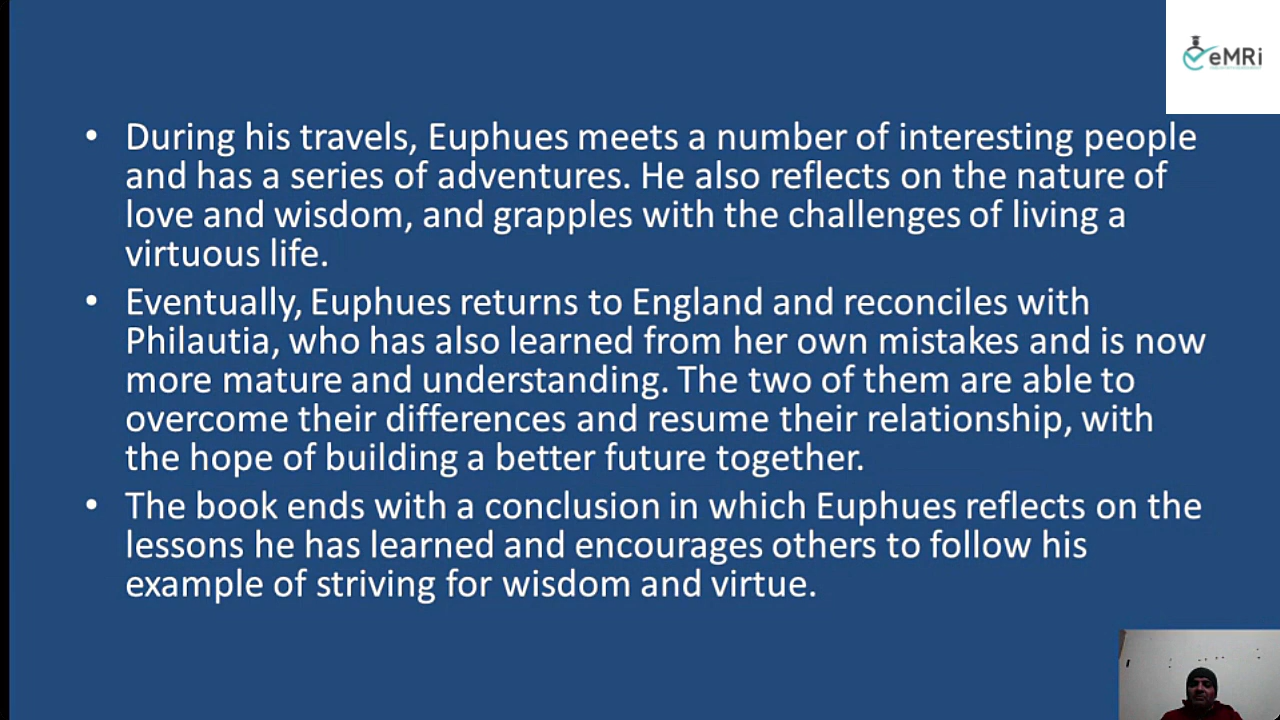 eMRi
• During his travels, Euphues meets a number of interesting people
and has a series of adventures. He also reflects on the nature of
love and wisdom, and grapples with the challenges of living a
virtuous life.
• Eventually, Euphues returns to England and reconciles with
Philautia, who has also learned from her own mistakes and is now
more mature and understanding. The two of them are able to
overcome their differences and resume their relationship, with
the hope of building a better future together.
• The book ends with a conclusion in which Euphues reflects on the
lessons he has learned and encourages others to follow his
example of striving for wisdom and virtue.